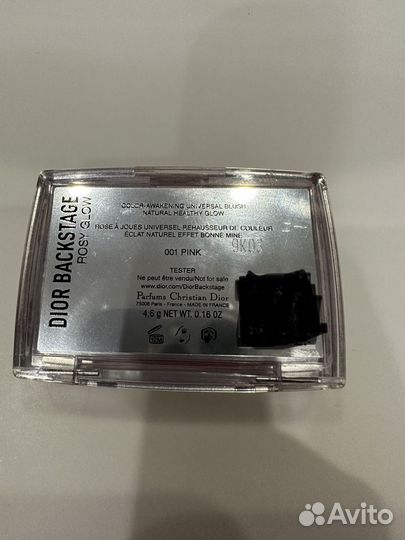 DIOR BACKSTAGE
ROSY GLOW
COLOR-AWAKENING UNIVERSAL BLUSH
NATURAL HEALTHY GLOW
ROSE À JOUES UNIVERSEL REHAUSSEUR DE COULEUR
ÉCLAT NATUREL EFFET BONNE MINE
9K03
001 PINK
TESTER
Ne peut être vendu/Not for sale
www.dior.com/DiorBackstage
Parfums Christian Dior
75008 Paris - France - MADE IN FRANCE
4,6 g NET WT. 0.16 OZ
12M
Avito